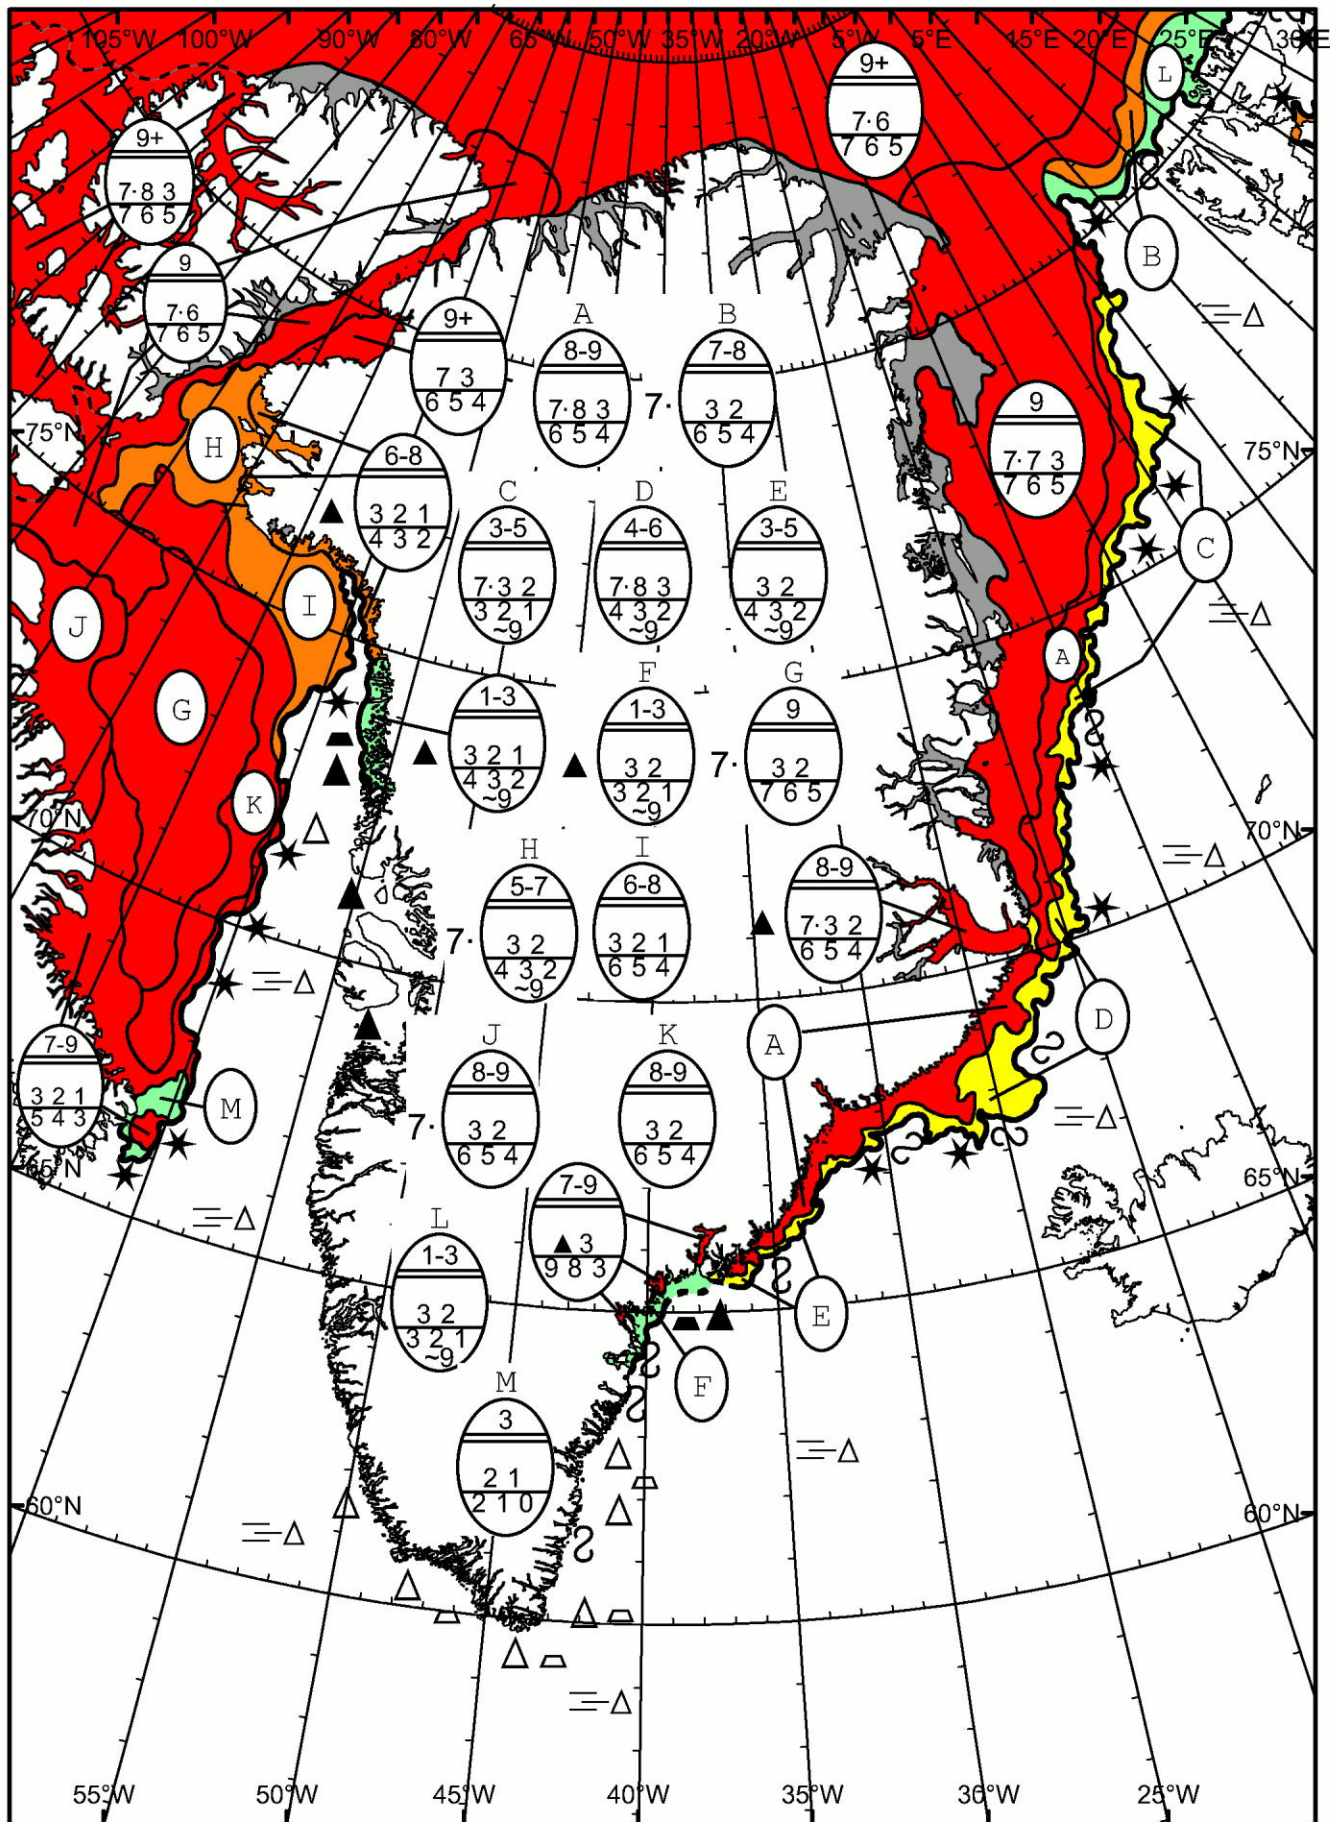 105°W 100°W 90°W 80°W 65°W 50°W 35°W 20°W 5°W 5°E 15°E 20°E 25°E 30°E
9+
7·6
7 6 5
L
9+
7·8 3
7 6 5
9
7·6
7 6 5
B
9+
7 3
6 5 4
A
8-9
7·8 3
6 5 4
B
7-8
7·
3 2
6 5 4
9
7·7 3
7 6 5
75°N
H
6-8
3 2 1
4 3 2
75°N
C
3-5
7·3 2
3 2 1
~9
D
4-6
7·8 3
4 3 2
~9
E
3-5
3 2
4 3 2
~9
C
I
J
A
G
1-3
3 2 1
4 3 2
~9
F
1-3
3 2
3 2 1
~9
G
9
7·
3 2
7 6 5
K
70°N
70°N
H
5-7
7·
3 2
4 3 2
~9
I
6-8
3 2 1
6 5 4
8-9
7·3 2
6 5 4
A
D
7-9
3 2 1
5 4 3
M
J
8-9
7·
3 2
6 5 4
K
8-9
3 2
6 5 4
65°N
65°N
7-9
3
9 8 3
L
1-3
3 2
3 2 1
~9
E
F
M
3
2 1
2 1 0
60°N
60°N
55°W 50°W 45°W 40°W 35°W 30°W 25°W